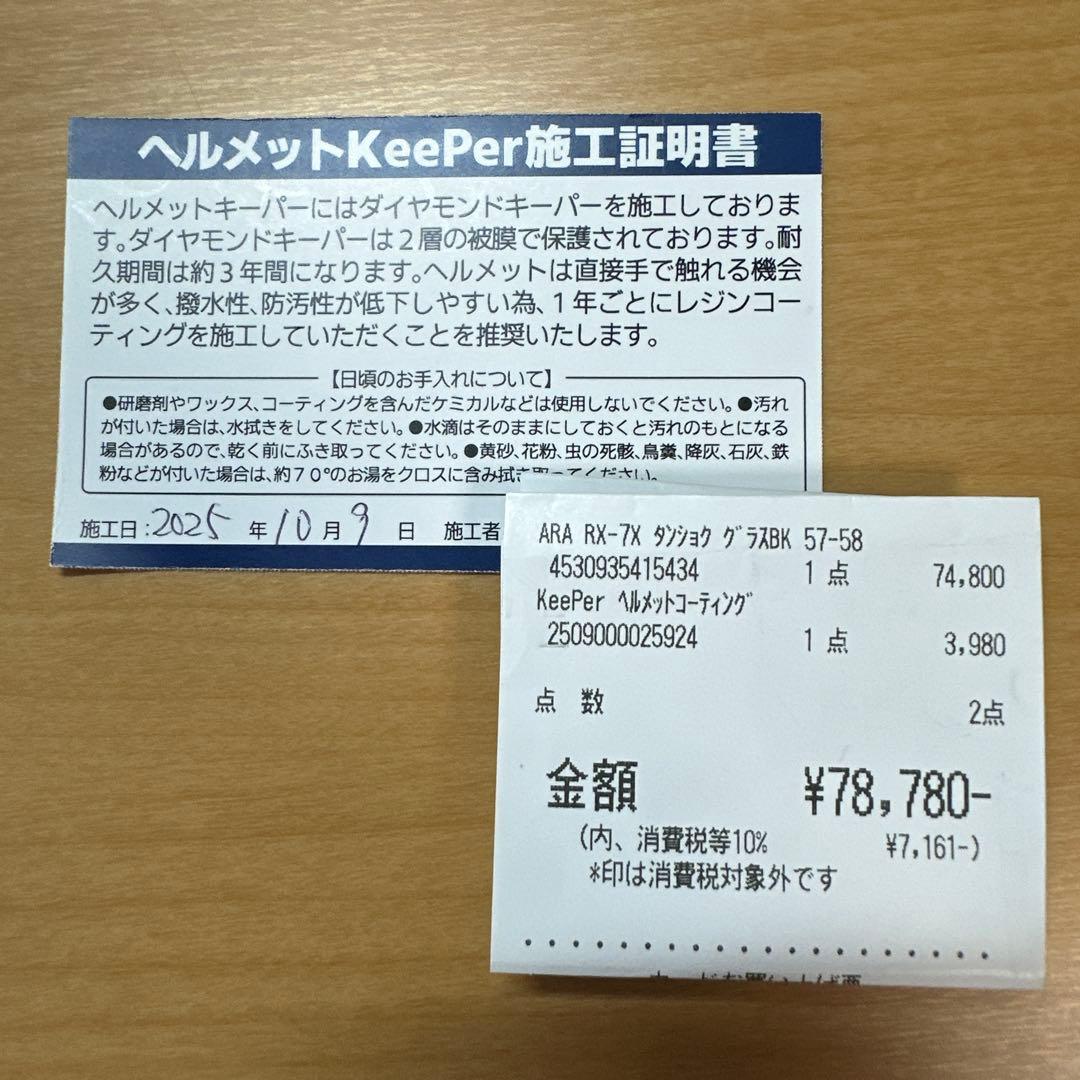 ヘルメットKeePer施工証明書
ヘルメットキーパーにはダイヤモンドキーパーを施工しておりま
す。ダイヤモンドキーパーは2層の被膜で保護されております。耐
久期間は約3年間になります。ヘルメットは直接手で触れる機会
が多く、撥水性、防汚性が低下しやすい為、1年ごとにレジンコー
ティングを施工していただくことを推奨いたします。
【日頃のお手入れについて】
●研磨剤やワックス、コーティングを含んだケミカルなどは使用しないでください。●汚れ
が付いた場合は、水拭きをしてください。●水滴はそのままにしておくと汚れのもとになる
場合があるので、乾く前にふき取ってください。●黄砂、花粉、虫の死骸、鳥糞、降灰、石灰、鉄
粉などが付いた場合は、約70°のお湯をクロスに含み拭き取ってください。
施工日:2025年10月9日 施工者
ARA RX-7X ﾀﾝｼｮｸ ｸﾞﾗｽBK 57-58
4530935415434 1点 74,800
KeePer ﾍﾙﾒｯﾄｺｰﾃｨﾝｸﾞ
2509000025924 1点 3,980
点 数 2点
金額 ¥78,780-
(内、消費税等10% ¥7,161-)
*印は消費税対象外です